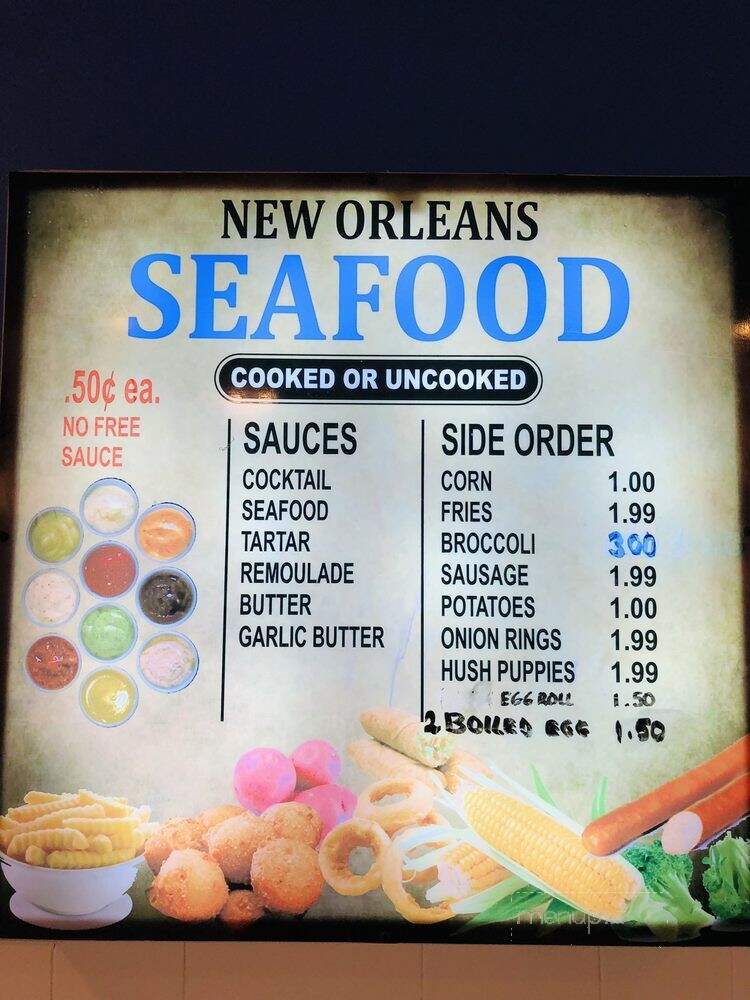 NEW ORLEANS
SEAFOOD
COOKED OR UNCOOKED
.50¢ ea.
NO FREE
SAUCE
SAUCES
COCKTAIL
SEAFOOD
TARTAR
REMOULADE
BUTTER
GARLIC BUTTER
SIDE ORDER
CORN 1.00
FRIES 1.99
BROCCOLI 3.00
SAUSAGE 1.99
POTATOES 1.00
ONION RINGS 1.99
HUSH PUPPIES 1.99
EGG ROLL 1.50
2 BOILED EGG 1.50